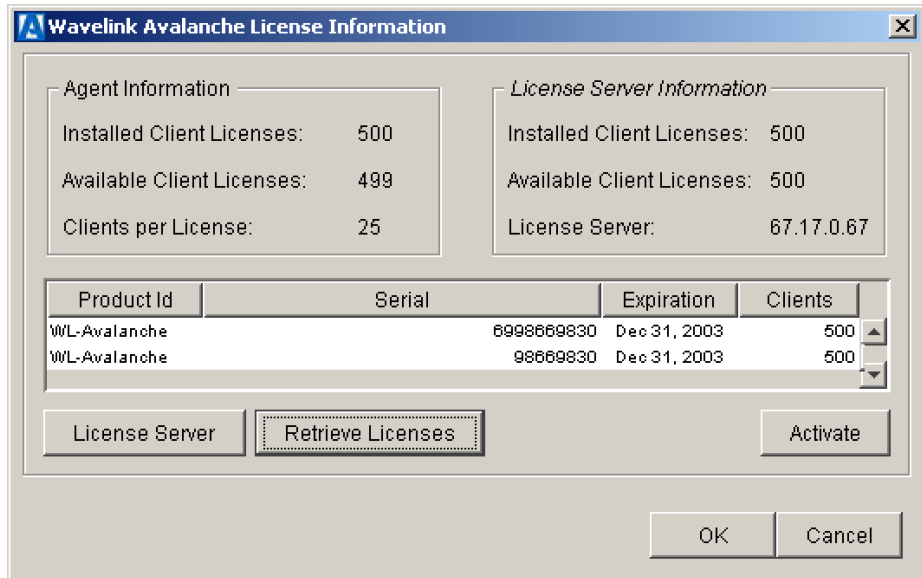 Wavelink Avalanche License Information
Agent Information
Installed Client Licenses: 500
Available Client Licenses: 499
Clients per License: 25
License Server Information
Installed Client Licenses: 500
Available Client Licenses: 500
License Server: 67.17.0.67
Product Id Serial Expiration Clients
WL-Avalanche 6998669830 Dec 31, 2003 500
WL-Avalanche 98669830 Dec 31, 2003 500
License Server Retrieve Licenses Activate
OK Cancel